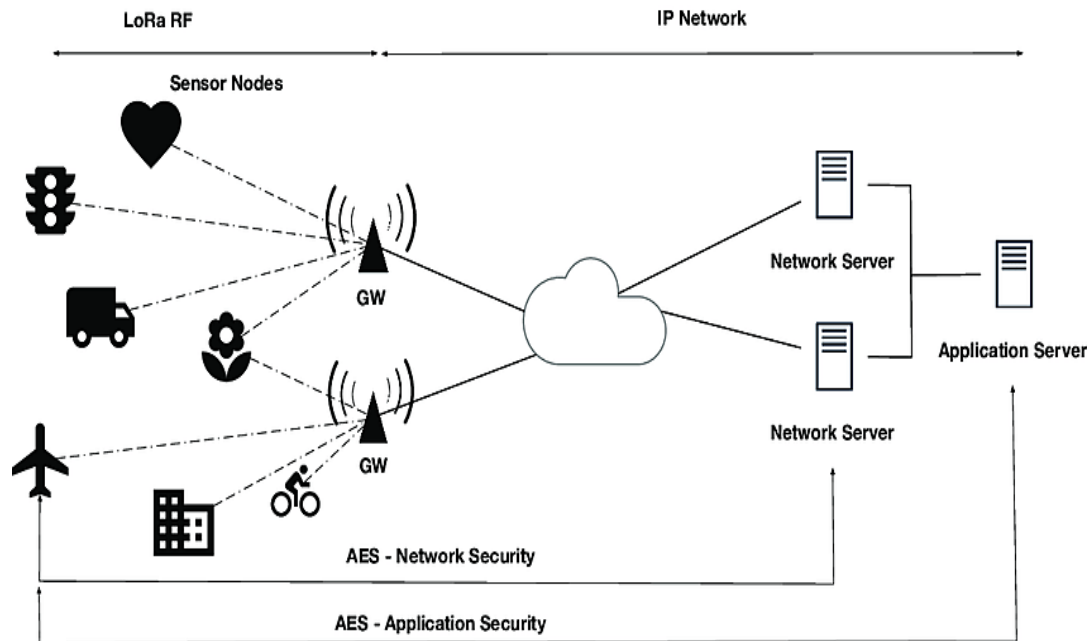 LoRa RF
IP Network
Sensor Nodes
GW
Network Server
Application Server
GW
Network Server
AES - Network Security
AES - Application Security